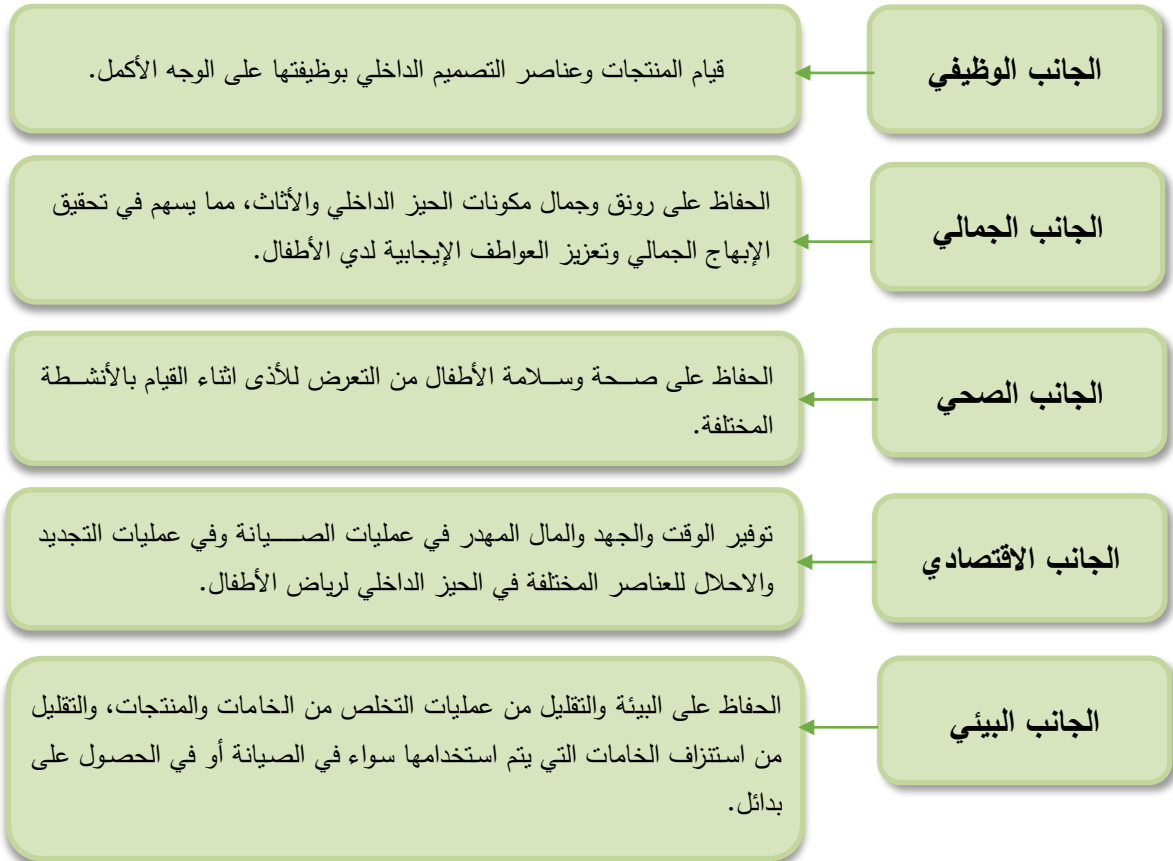 الجانب الوظيفي
قيام المنتجات وعناصر التصميم الداخلي بوظيفتها على الوجه الأكمل.
الجانب الجمالي
الحفاظ على رونق وجمال مكونات الحيز الداخلي والأثاث، مما يسهم في تحقيق
الإبهاج الجمالي وتعزيز العواطف الإيجابية لدي الأطفال.
الجانب الصحي
الحفاظ على صحة وسلامة الأطفال من التعرض للأذى اثناء القيام بالأنشطة
المختلفة.
الجانب الاقتصادي
توفير الوقت والجهد والمال المهدر في عمليات الصيانة وفي عمليات التجديد
والاحلال للعناصر المختلفة في الحيز الداخلي لرياض الأطفال.
الجانب البيئي
الحفاظ على البيئة والتقليل من عمليات التخلص من الخامات والمنتجات، والتقليل
من استنزاف الخامات التي يتم استخدامها سواء في الصيانة أو في الحصول على
بدائل.